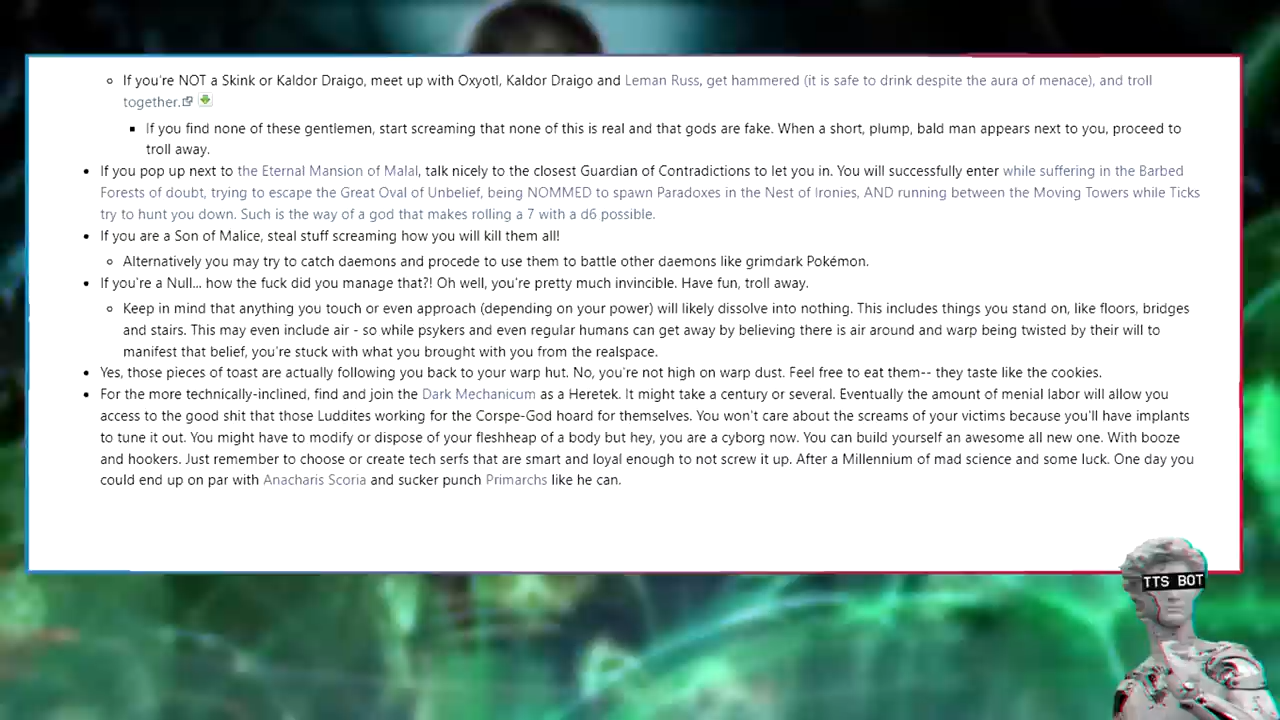 If you're NOT a Skink or Kaldor Draigo, meet up with Oxyotl, Kaldor Draigo and Leman Russ, get hammered (it is safe to drink despite the aura of menace), and troll
together.
If you find none of these gentlemen, start screaming that none of this is real and that gods are fake. When a short, plump, bald man appears next to you, proceed to
troll away.
If you pop up next to the Eternal Mansion of Malal, talk nicely to the closest Guardian of Contradictions to let you in. You will successfully enter while suffering in the Barbed
Forests of doubt, trying to escape the Great Oval of Unbelief, being NOMMED to spawn Paradoxes in the Nest of Ironies, AND running between the Moving Towers while Ticks
try to hunt you down. Such is the way of a god that makes rolling a 7 with a d6 possible.
If you are a Son of Malice, steal stuff screaming how you will kill them all!
Alternatively you may try to catch daemons and procede to use them to battle other daemons like grimdark Pokémon.
If you're a Null... how the fuck did you manage that?! Oh well, you're pretty much invincible. Have fun, troll away.
Keep in mind that anything you touch or even approach (depending on your power) will likely dissolve into nothing. This includes things you stand on, like floors, bridges
and stairs. This may even include air - so while psykers and even regular humans can get away by believing there is air around and warp being twisted by their will to
manifest that belief, you're stuck with what you brought with you from the realspace.
Yes, those pieces of toast are actually following you back to your warp hut. No, you're not high on warp dust. Feel free to eat them-- they taste like the cookies.
For the more technically-inclined, find and join the Dark Mechanicum as a Heretek. It might take a century or several. Eventually the amount of menial labor will allow you
access to the good shit that those Luddites working for the Corspe-God hoard for themselves. You won't care about the screams of your victims because you'll have implants
to tune it out. You might have to modify or dispose of your fleshheap of a body but hey, you are a cyborg now. You can build yourself an awesome all new one. With booze
and hookers. Just remember to choose or create tech serfs that are smart and loyal enough to not screw it up. After a Millennium of mad science and some luck. One day you
could end up on par with Anacharis Scoria and sucker punch Primarchs like he can.
TTS BOT